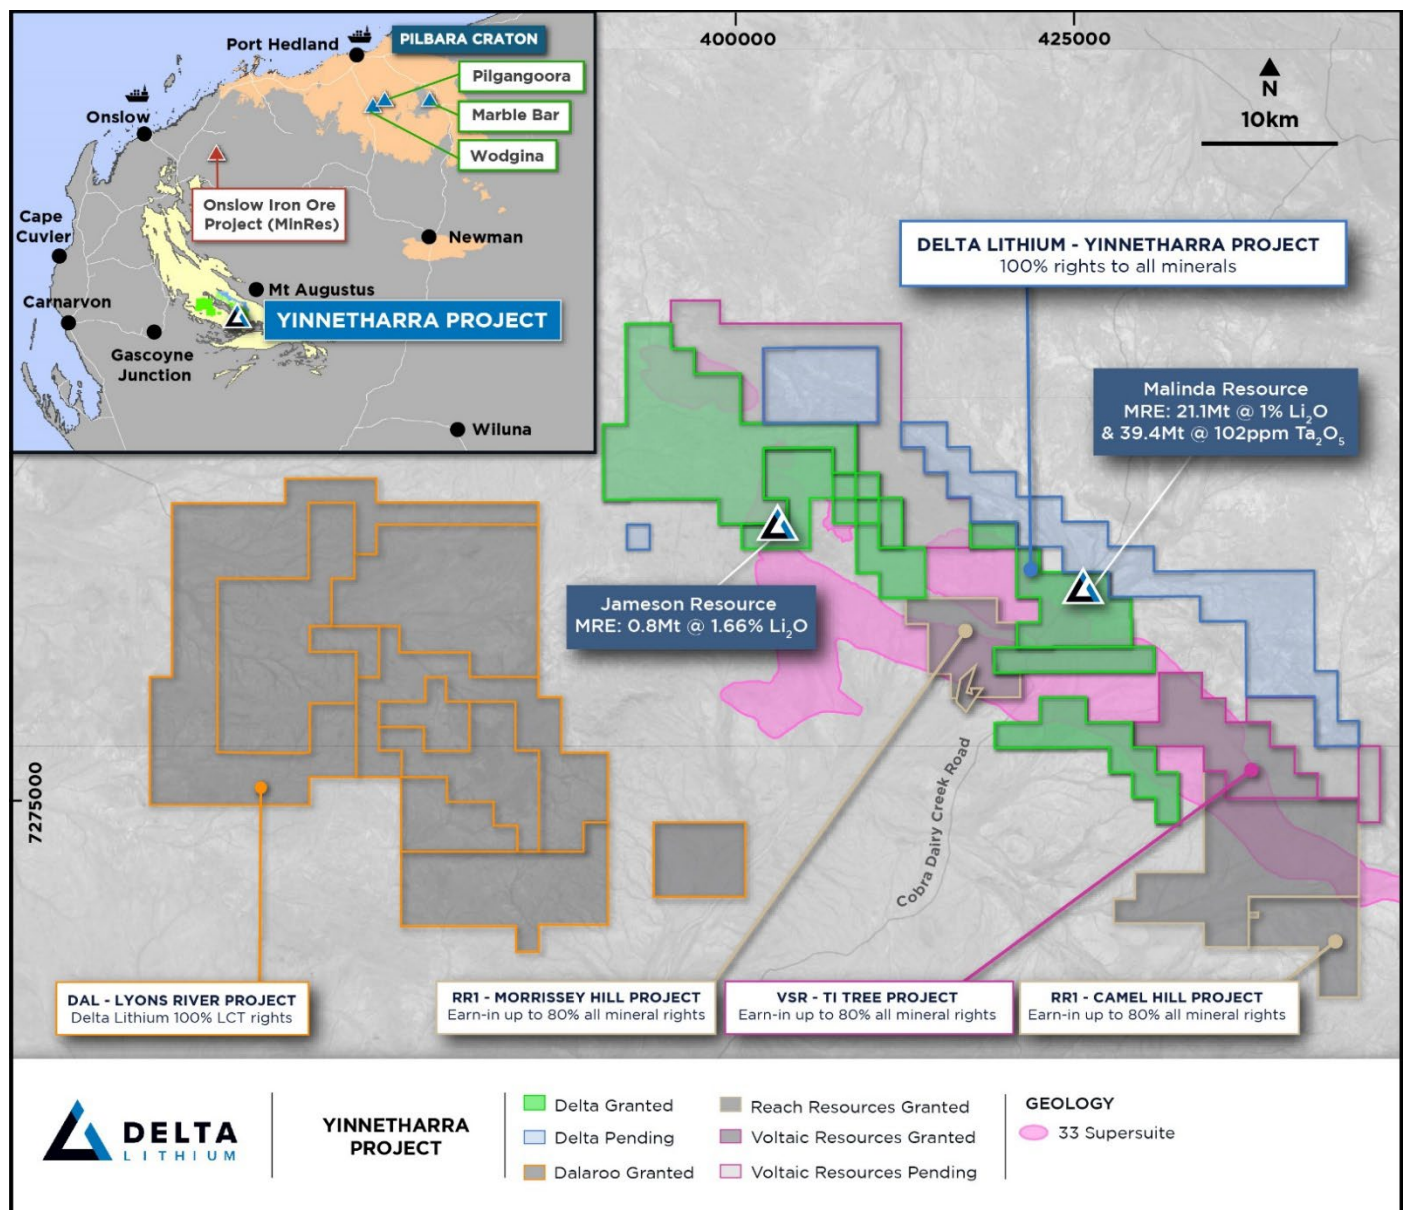 Port Hedland
PILBARA CRATON
Pilgangoora
Marble Bar
Wodgina
Onslow
Onslow Iron Ore
Project (MinRes)
Cape
Cuvler
Newman
Mt Augustus
Carnarvon
YINNETHARRA PROJECT
Gascoyne
Junction
Wiluna
400000
425000
N
10km
DELTA LITHIUM - YINNETHARRA PROJECT
100% rights to all minerals
Malinda Resource
MRE: 21.1Mt @ 1% Li₂O
& 39.4Mt @ 102ppm Ta₂O₅
Jameson Resource
MRE: 0.8Mt @ 1.66% Li₂O
7275000
Cobra Dairy Creek Road
DAL - LYONS RIVER PROJECT
Delta Lithium 100% LCT rights
RR1 - MORRISSEY HILL PROJECT
Earn-in up to 80% all mineral rights
VSR - TI TREE PROJECT
Earn-in up to 80% all mineral rights
RR1 - CAMEL HILL PROJECT
Earn-in up to 80% all mineral rights
DELTA
LITHIUM
YINNETHARRA
PROJECT
Delta Granted
Delta Pending
Dalaroo Granted
Reach Resources Granted
Voltaic Resources Granted
Voltaic Resources Pending
GEOLOGY
33 Supersuite